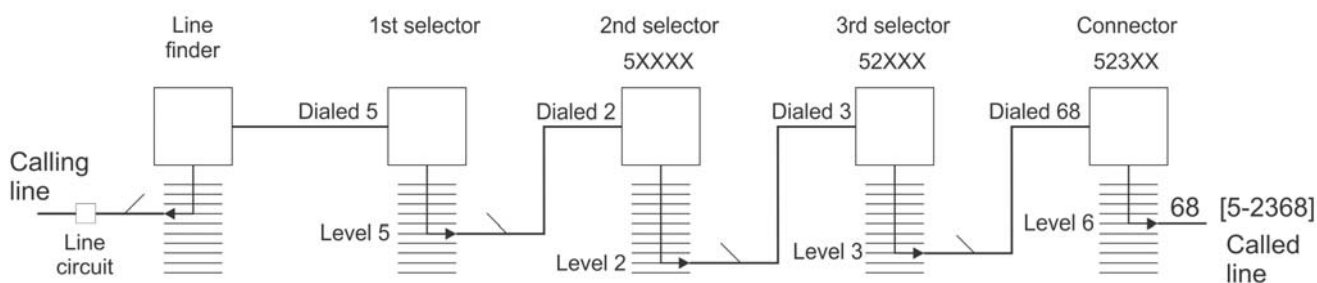 Line
finder
1st selector
2nd selector
5XXXX
3rd selector
52XXX
Connector
523XX
Dialed 5
Dialed 2
Dialed 3
Dialed 68
Calling
line
Line
circuit
Level 5
Level 2
Level 3
Level 6
68 [5-2368]
Called
line